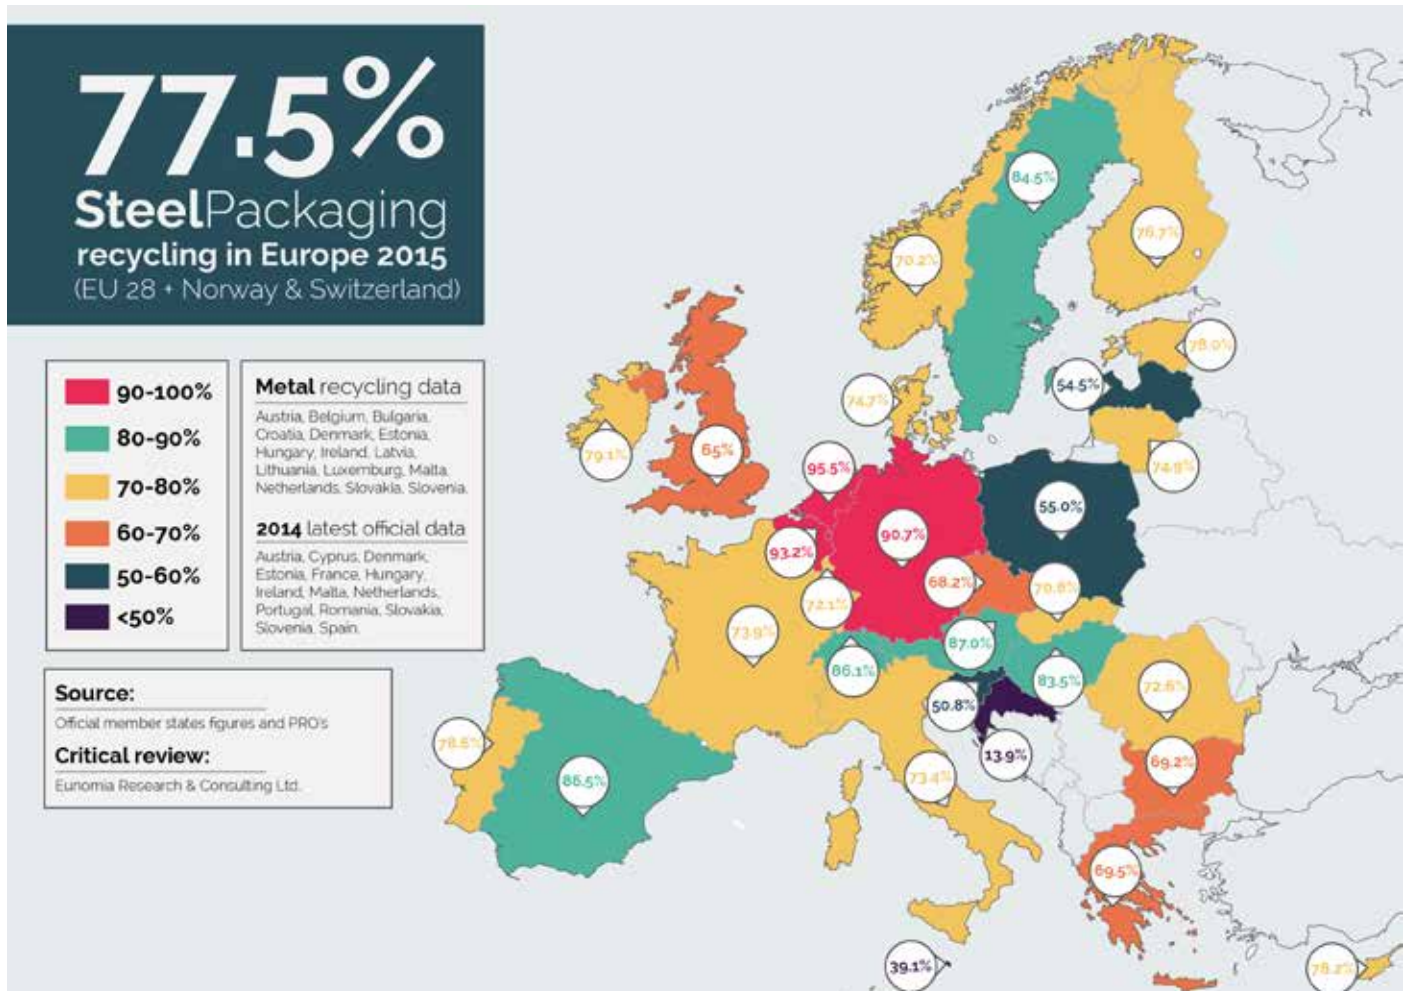 77.5%
SteelPackaging
recycling in Europe 2015
(EU 28 + Norway & Switzerland)
90-100%
80-90%
70-80%
60-70%
50-60%
<50%
Metal recycling data
Austria, Belgium, Bulgaria,
Croatia, Denmark, Estonia,
Hungary, Ireland, Latvia,
Lithuania, Luxemburg, Malta,
Netherlands, Slovakia, Slovenia.
2014 latest official data
Austria, Cyprus, Denmark,
Estonia, France, Hungary,
Ireland, Malta, Netherlands,
Portugal, Romania, Slovakia,
Slovenia, Spain.
Source:
Official member states figures and PRO's
Critical review:
Eunomia Research & Consulting Ltd.
84.5%
76.7%
70.2%
78.0%
54.5%
74.7%
79.1%
65%
95.5%
74.9%
55.0%
90.7%
93.2%
68.2%
72.1%
73.9%
87.0%
86.1%
83.5%
72.6%
50.8%
78.5%
13.9%
69.2%
73.4%
69.5%
39.1%
78.2%